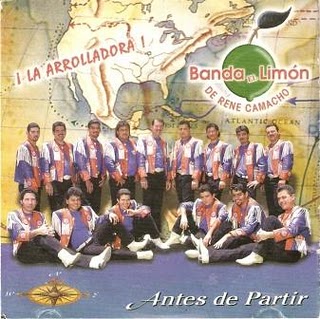 ¡ LA ARROLLADORA !
Banda El Limón
DE RENE CAMACHO
ATLANTIC OCEAN
Antes de Partir